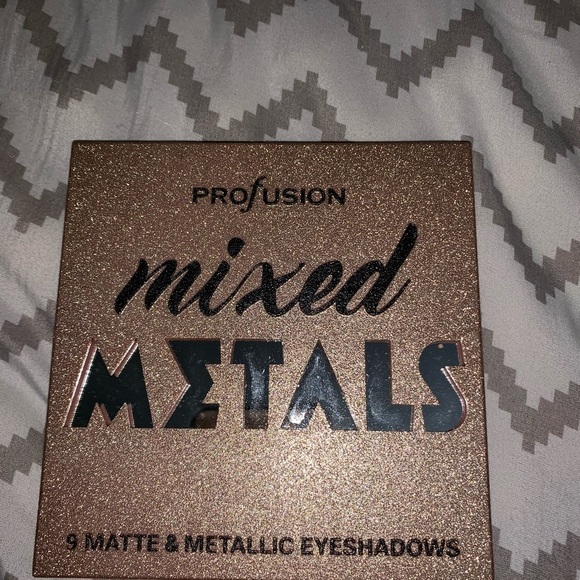 PROfUSION
mixed
METALS
9 MATTE & METALLIC EYESHADOWS